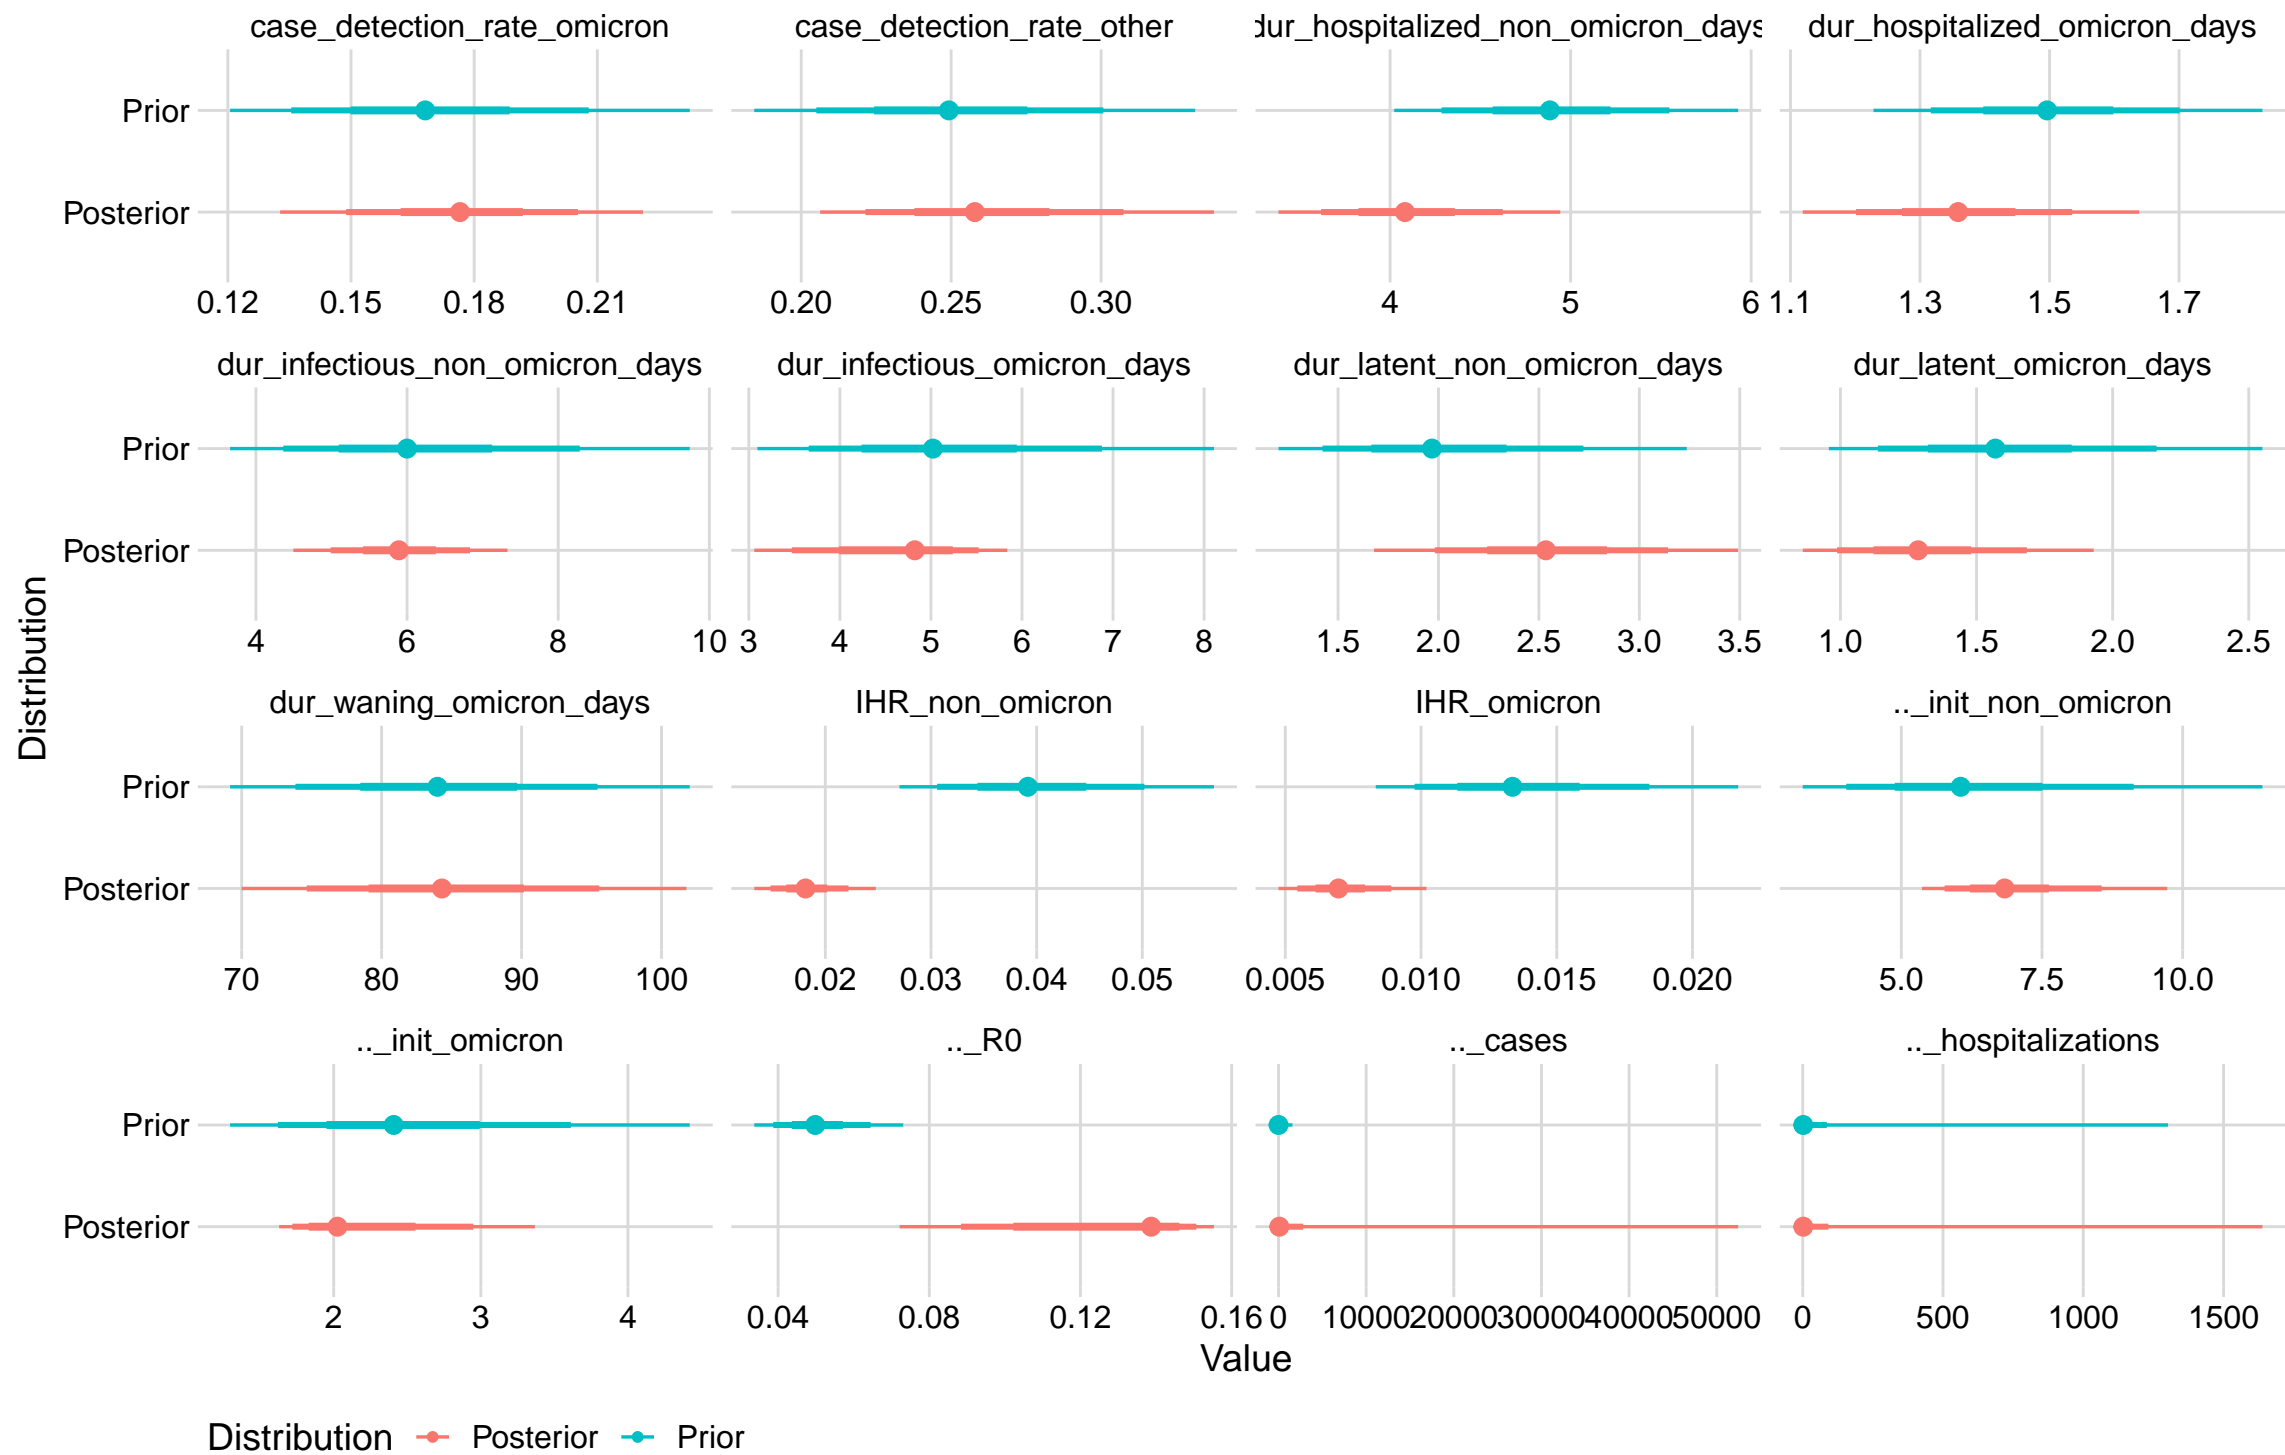 case_detection_rate_omicron case_detection_rate_other dur_hospitalized_non_omicron_days dur_hospitalized_omicron_days
Prior
Posterior
0.12 0.15 0.18 0.21 0.20 0.25 0.30 4 5 6 1.1 1.3 1.5 1.7
dur_infectious_non_omicron_days dur_infectious_omicron_days dur_latent_non_omicron_days dur_latent_omicron_days
Prior
Posterior
4 6 8 10 3 4 5 6 7 8 1.5 2.0 2.5 3.0 3.5 1.0 1.5 2.0 2.5
Distribution
dur_waning_omicron_days IHR_non_omicron IHR_omicron .._init_non_omicron
Prior
Posterior
70 80 90 100 0.02 0.03 0.04 0.05 0.005 0.010 0.015 0.020 5.0 7.5 10.0
.._init_omicron .._R0 .._cases .._hospitalizations
Prior
Posterior
2 3 4 0.04 0.08 0.12 0.16 0 10000 20000 30000 40000 50000 0 500 1000 1500
Value
Distribution Posterior Prior